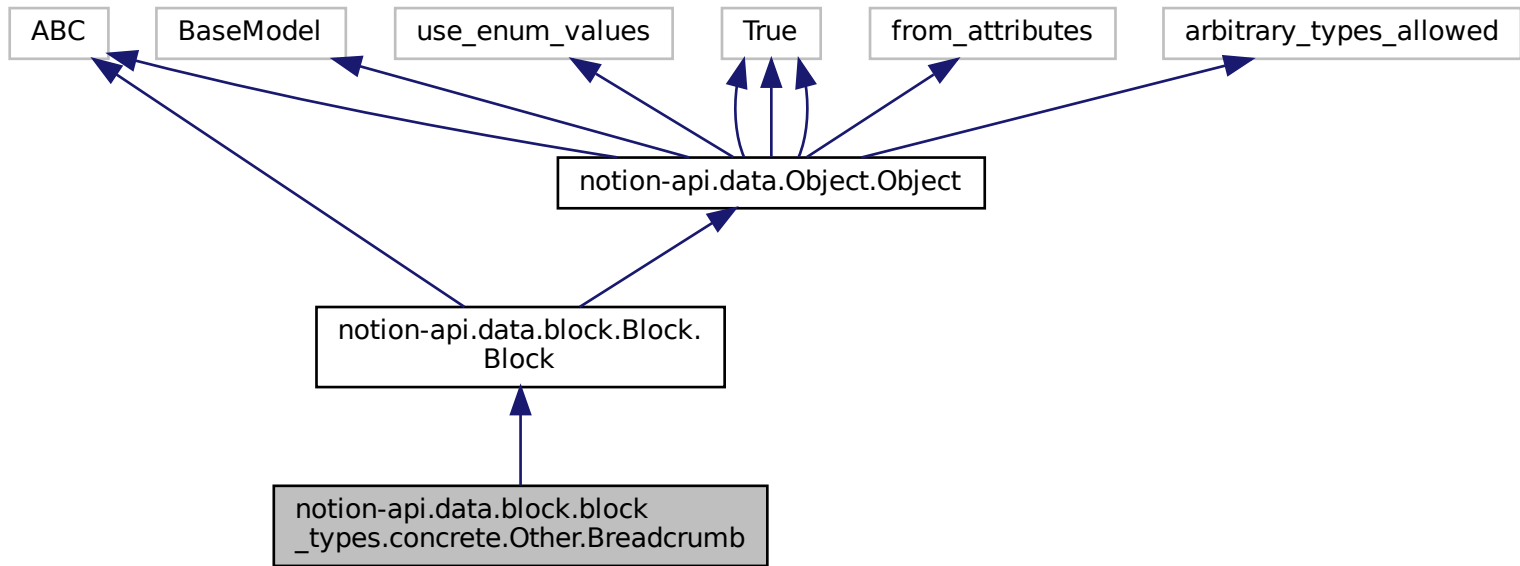 ABC
BaseModel
use_enum_values
True
from_attributes
arbitrary_types_allowed
notion-api.data.Object.Object
notion-api.data.block.Block.
Block
notion-api.data.block.block
_types.concrete.Other.Breadcrumb